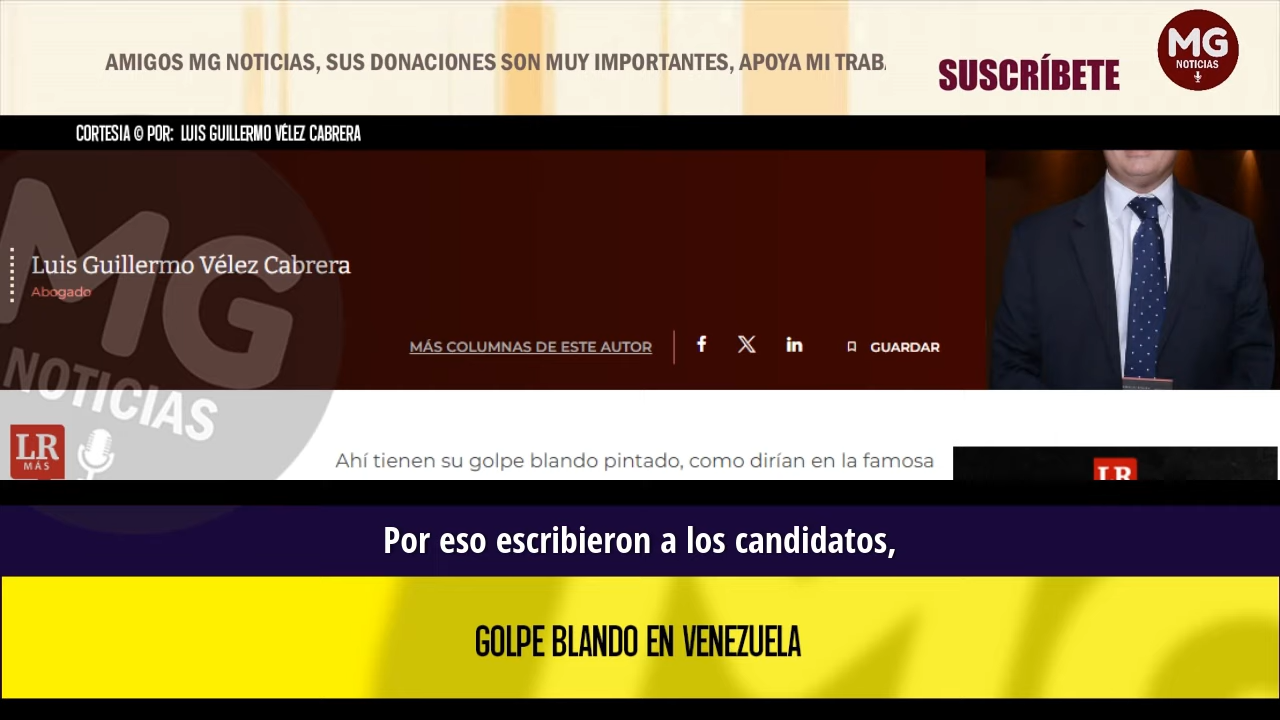 AMIGOS MG NOTICIAS, SUS DONACIONES SON MUY IMPORTANTES, APOYA MI TRAB
SUSCRÍBETE
MG
NOTICIAS
CORTESIA © POR: LUIS GUILLERMO VÉLEZ CABRERA
Luis Guillermo Vélez Cabrera
Abogado
MÁS COLUMNAS DE ESTE AUTOR
GUARDAR
MG
NOTICIAS
LR
MÁS
Ahí tienen su golpe blando pintado, como dirían en la famosa
LR
Por eso escribieron a los candidatos,
GOLPE BLANDO EN VENEZUELA